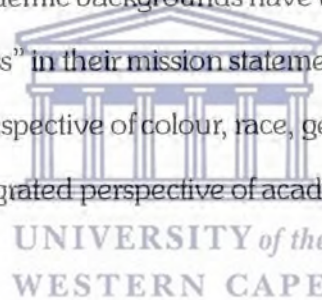 backgrounds have
s” in their mission stateme
spective of colour, race, ge
grated perspective of acad
UNIVERSITY of the
WESTERN CAPE